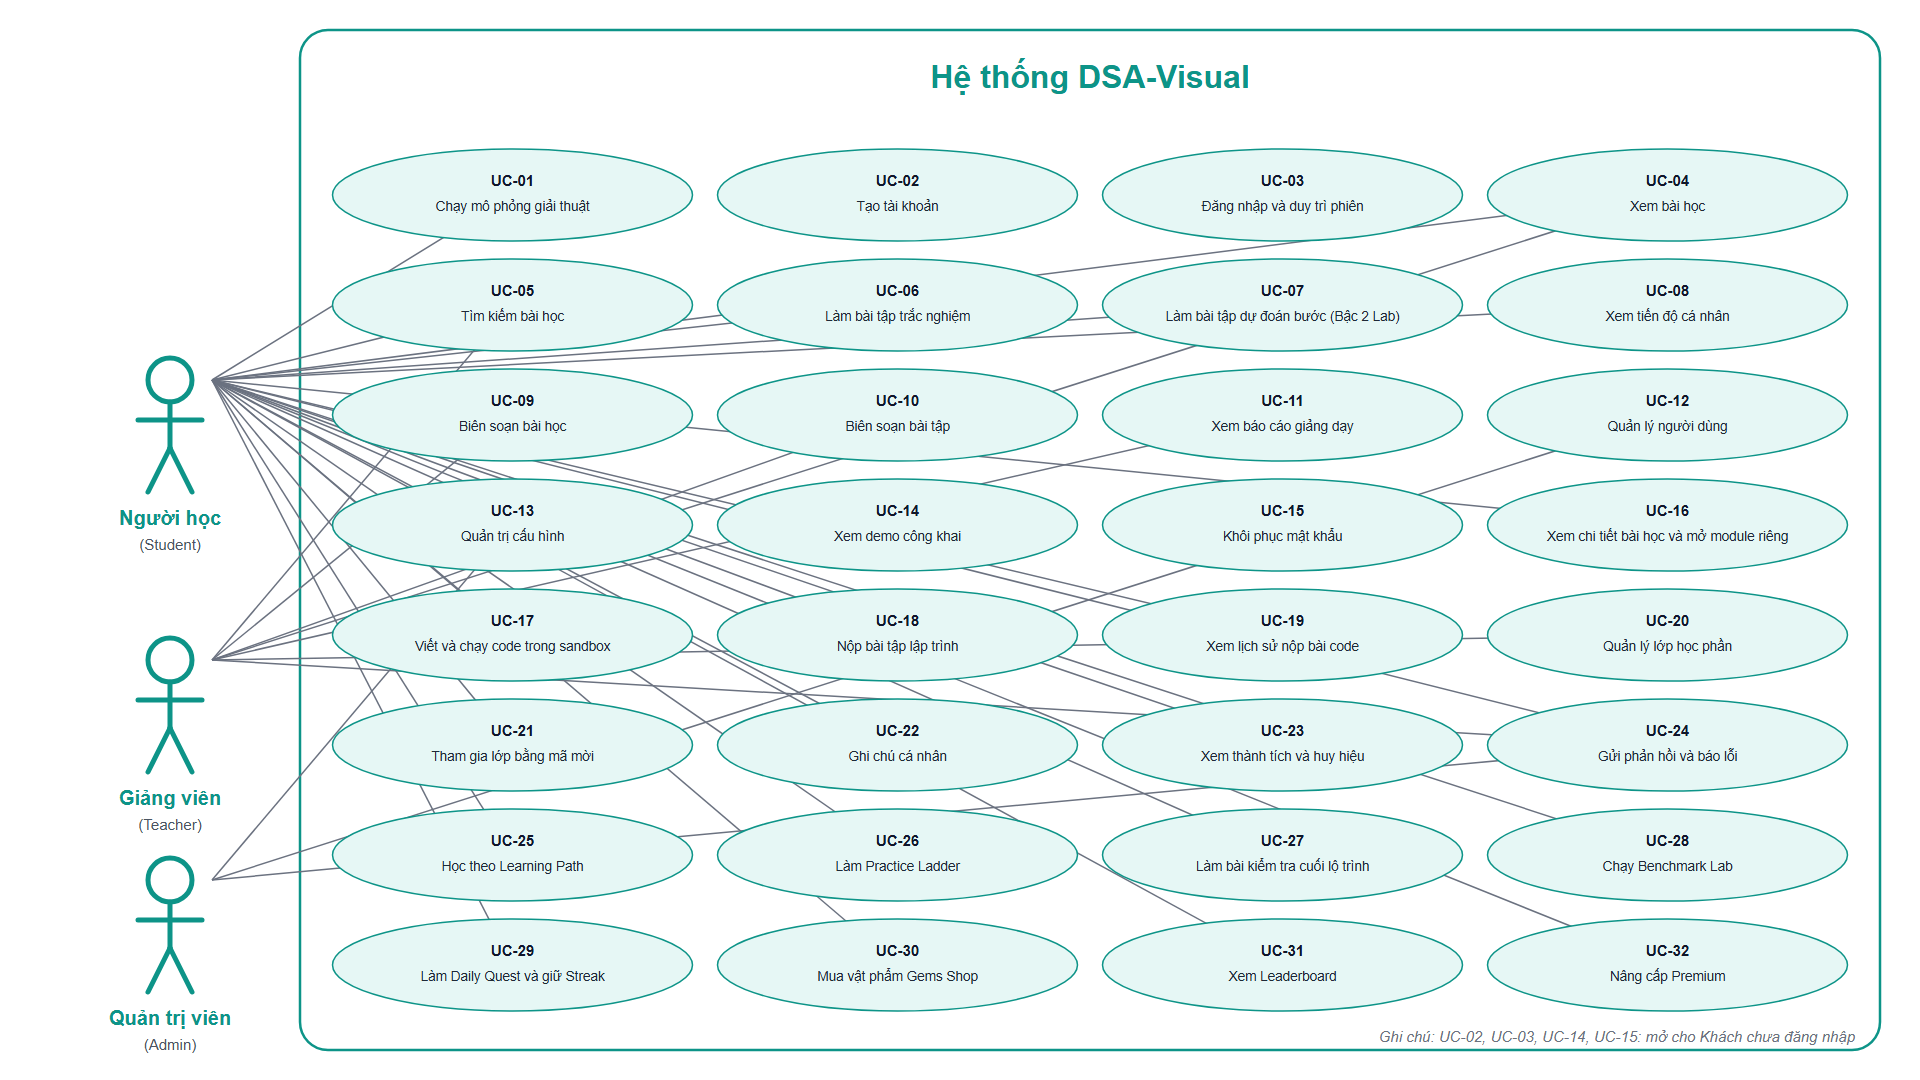 Hệ thống DSA-Visual
UC-01
Chạy mô phỏng giải thuật
UC-02
Tạo tài khoản
UC-03
Đăng nhập và duy trì phiên
UC-04
Xem bài học
UC-05
Tìm kiếm bài học
UC-06
Làm bài tập trắc nghiệm
UC-07
Làm bài tập dự đoán bước (Bậc 2 Lab)
UC-08
Xem tiến độ cá nhân
UC-09
Biên soạn bài học
UC-10
Biên soạn bài tập
UC-11
Xem báo cáo giảng dạy
UC-12
Quản lý người dùng
UC-13
Quản trị cấu hình
UC-14
Xem demo công khai
UC-15
Khôi phục mật khẩu
UC-16
Xem chi tiết bài học và mở module riêng
UC-17
Viết và chạy code trong sandbox
UC-18
Nộp bài tập lập trình
UC-19
Xem lịch sử nộp bài code
UC-20
Quản lý lớp học phần
UC-21
Tham gia lớp bằng mã mời
UC-22
Ghi chú cá nhân
UC-23
Xem thành tích và huy hiệu
UC-24
Gửi phản hồi và báo lỗi
UC-25
Học theo Learning Path
UC-26
Làm Practice Ladder
UC-27
Làm bài kiểm tra cuối lộ trình
UC-28
Chạy Benchmark Lab
UC-29
Làm Daily Quest và giữ Streak
UC-30
Mua vật phẩm Gems Shop
UC-31
Xem Leaderboard
UC-32
Nâng cấp Premium
Người học
(Student)
Giảng viên
(Teacher)
Quản trị viên
(Admin)
Ghi chú: UC-02, UC-03, UC-14, UC-15: mở cho Khách chưa đăng nhập